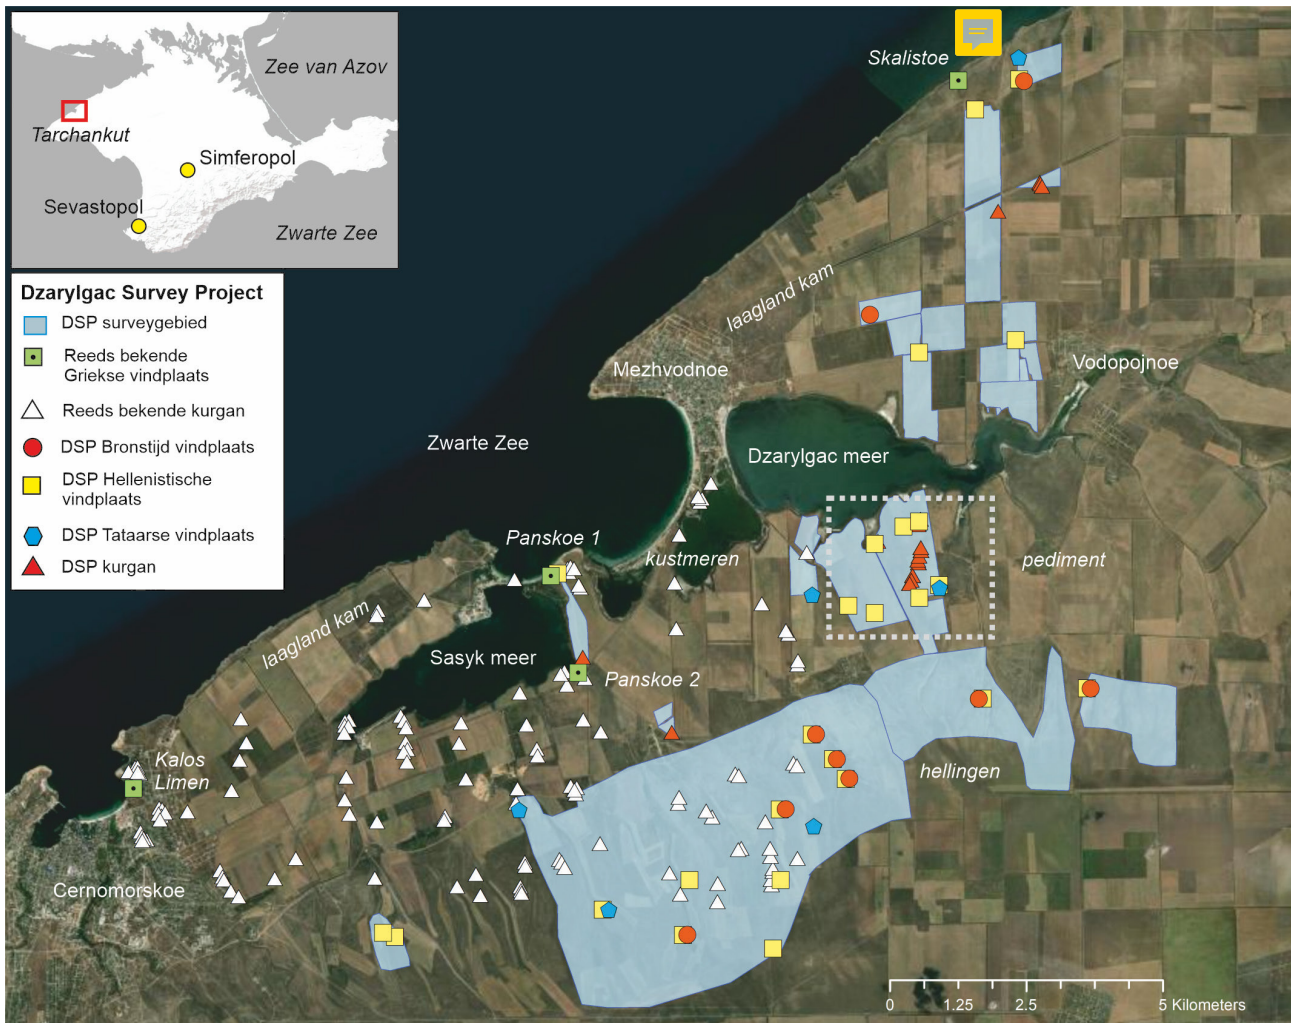 Zee van Azov
Tarchankut
Simferopol
Sevastopol
Zwarte Zee
Dzarylgac Survey Project
DSP surveygebied
Reeds bekende
Griekse vindplaats
Reeds bekende kurgan
DSP Bronstijd vindplaats
DSP Hellenistische
vindplaats
DSP Tataarse vindplaats
DSP kurgan
Skalistoe
laagland kam
Mezhvodnoe
Vodopojnoe
Zwarte Zee
Dzarylgac meer
Panskoe 1
kustmeren
pediment
laagland kam
Sasyk meer
Panskoe 2
Kalos
Limen
hellingen
Cernomorskoe
0 1.25 2.5 5 Kilometers